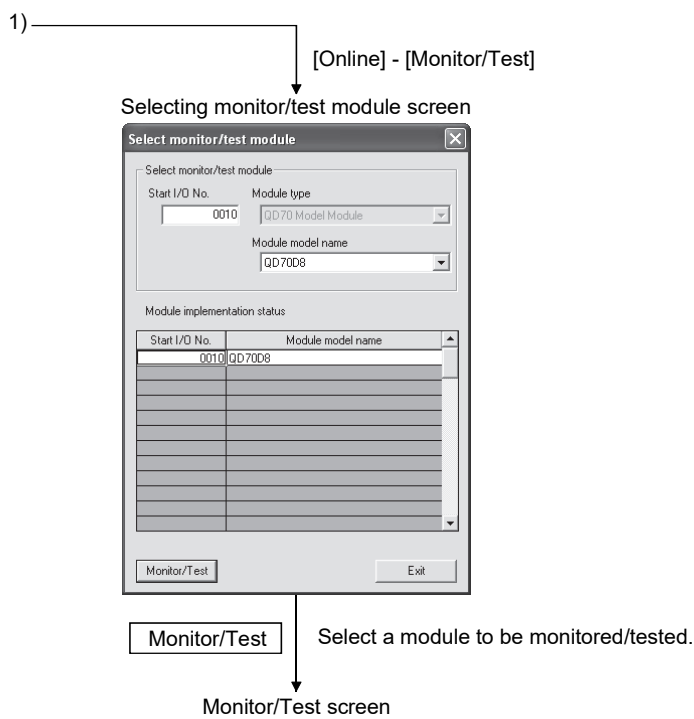 1)
[Online] - [Monitor/Test]
Selecting monitor/test module screen
Select monitor/test module
Select monitor/test module
Start I/O No. Module type
0010 QD70 Model Module
Module model name
QD70D8
Module implementation status
Start I/O No. Module model name
0010 QD70D8
Monitor/Test Exit
Monitor/Test Select a module to be monitored/tested.
Monitor/Test screen